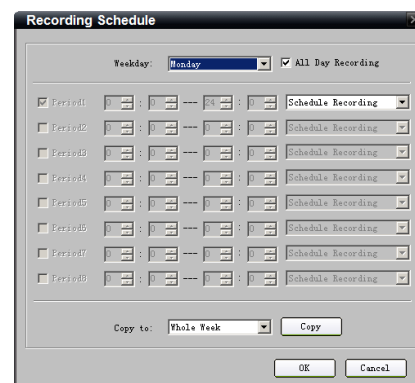 Recording Schedule
Weekday: Monday All Day Recording
Period1 0 : 0 --- 24 : 0 Schedule Recording
Period2 0 : 0 --- 0 : 0 Schedule Recording
Period3 0 : 0 --- 0 : 0 Schedule Recording
Period4 0 : 0 --- 0 : 0 Schedule Recording
Period5 0 : 0 --- 0 : 0 Schedule Recording
Period6 0 : 0 --- 0 : 0 Schedule Recording
Period7 0 : 0 --- 0 : 0 Schedule Recording
Period8 0 : 0 --- 0 : 0 Schedule Recording
Copy to: Whole Week Copy
OK Cancel